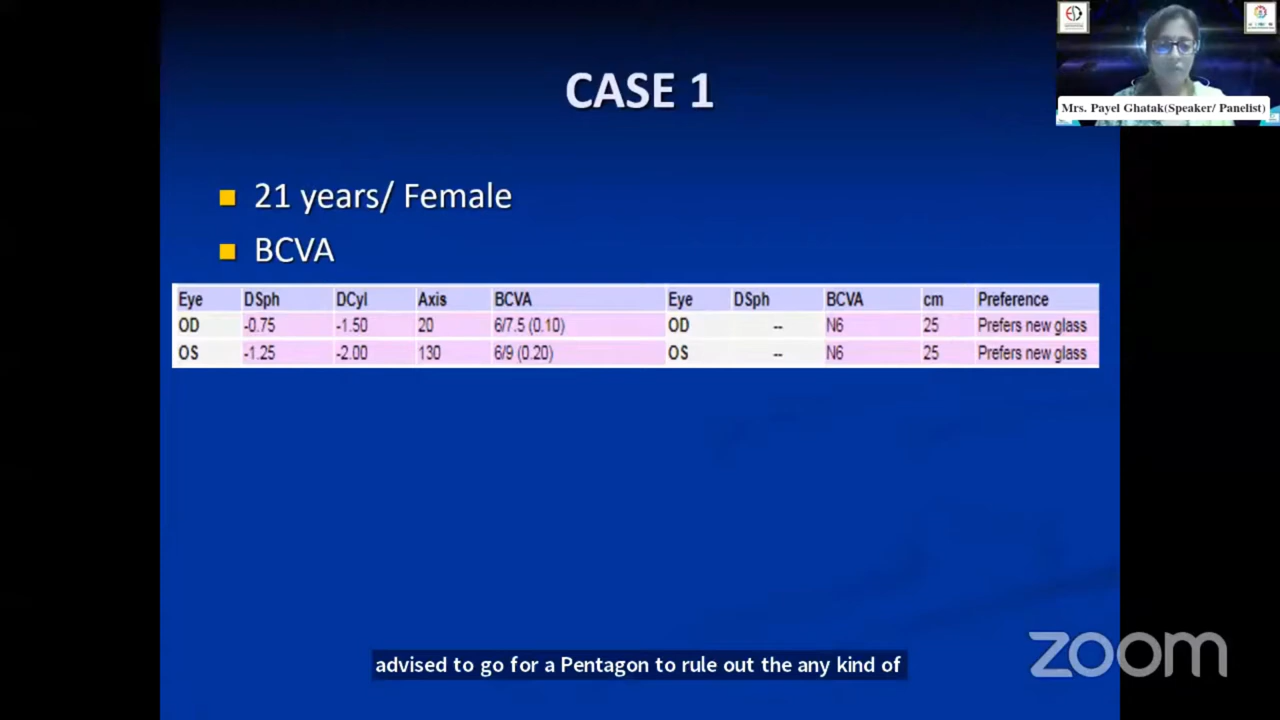 CASE 1
Mrs. Payel Ghatak(Speaker/ Panelist)
21 years/ Female
BCVA
Eye DSph DCyl Axis BCVA Eye DSph BCVA cm Preference
OD -0.75 -1.50 20 6/7.5 (0.10) OD -- N6 25 Prefers new glass
OS -1.25 -2.00 130 6/9 (0.20) OS -- N6 25 Prefers new glass
advised to go for a Pentagon to rule out the any kind of
zoom